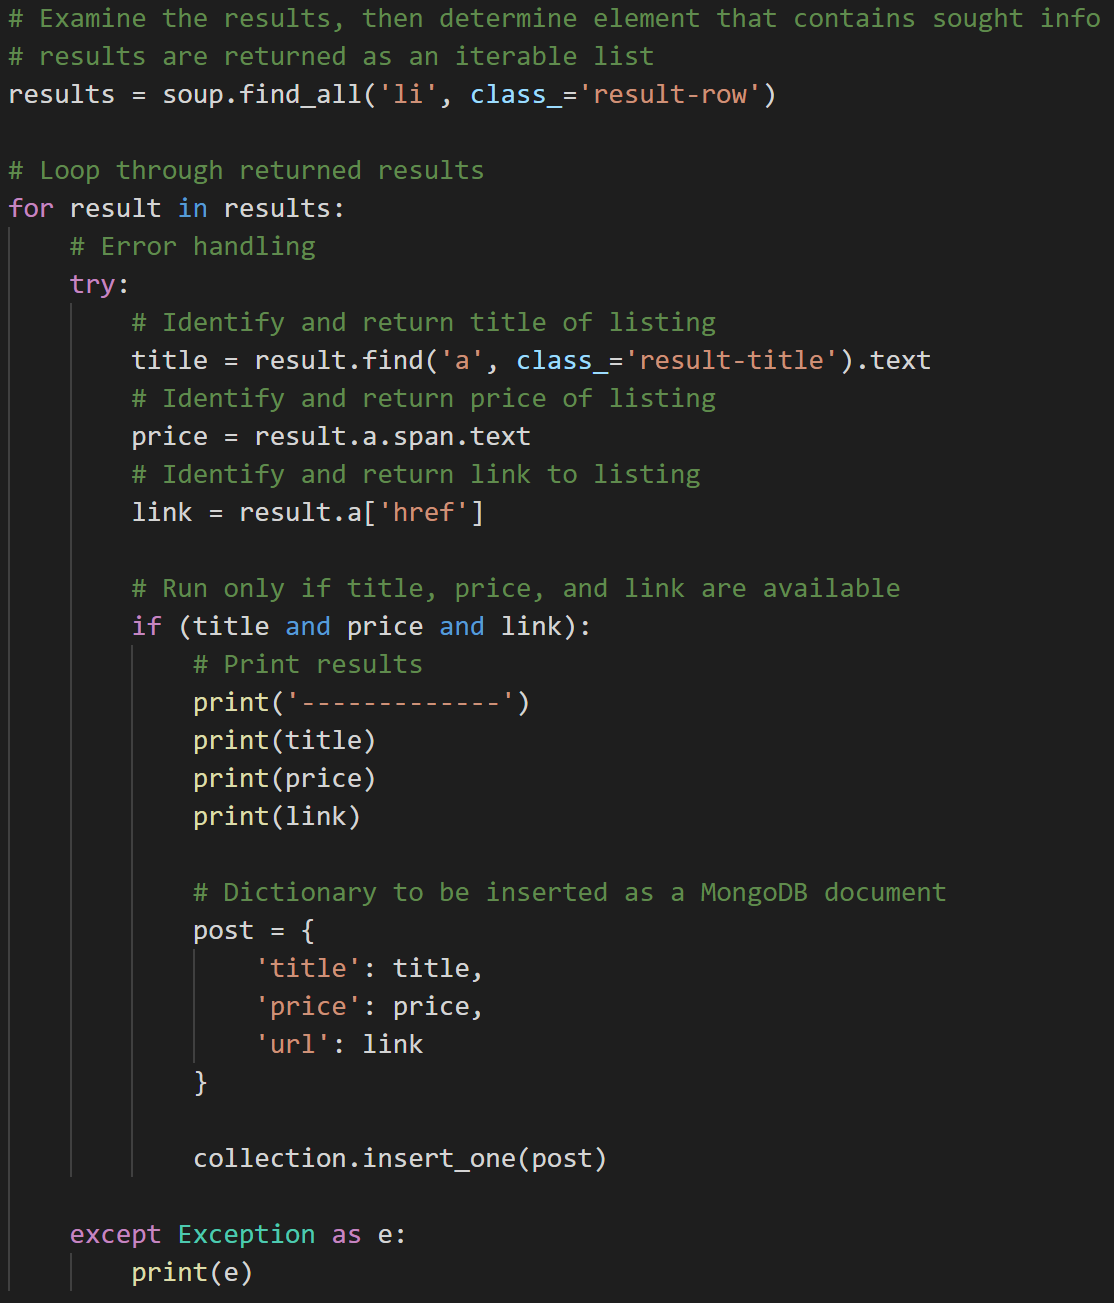 # Examine the results, then determine element that contains sought info
# results are returned as an iterable list
results = soup.find_all('li', class_='result-row')

# Loop through returned results
for result in results:
    # Error handling
    try:
        # Identify and return title of listing
        title = result.find('a', class_='result-title').text
        # Identify and return price of listing
        price = result.a.span.text
        # Identify and return link to listing
        link = result.a['href']

        # Run only if title, price, and link are available
        if (title and price and link):
            # Print results
            print('-------------')
            print(title)
            print(price)
            print(link)

            # Dictionary to be inserted as a MongoDB document
            post = {
                'title': title,
                'price': price,
                'url': link
            }

            collection.insert_one(post)

    except Exception as e:
        print(e)